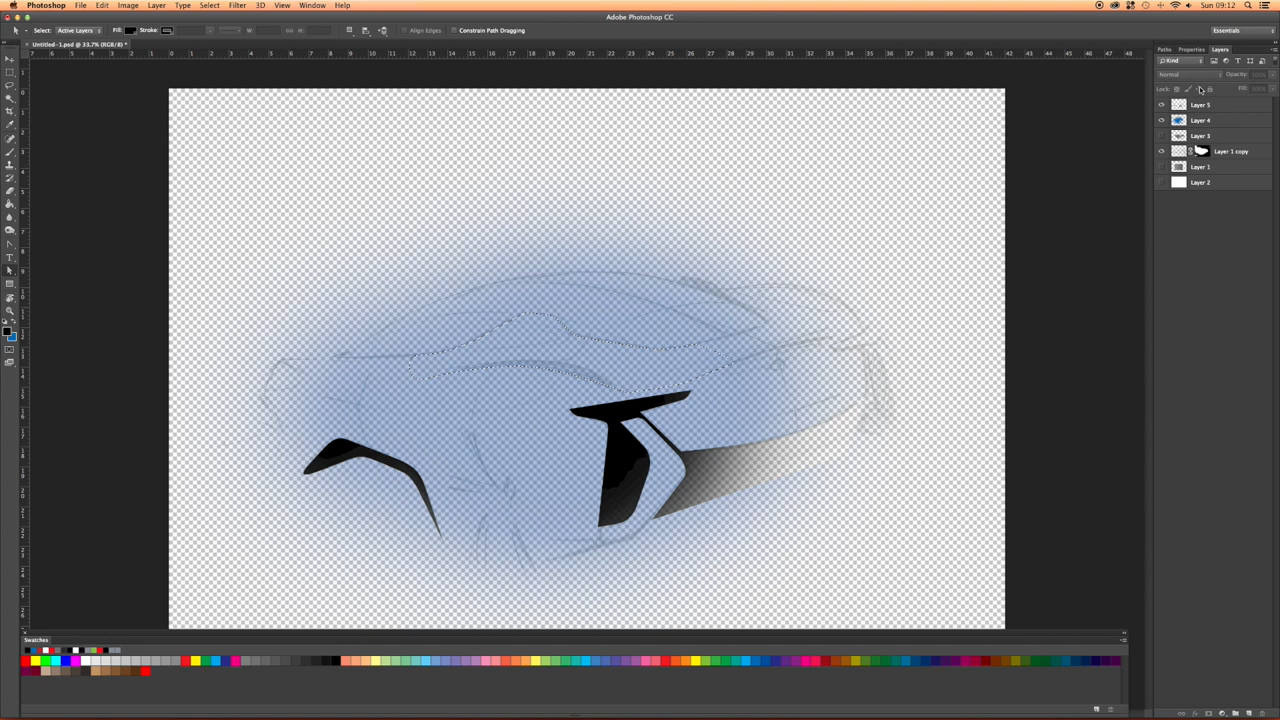 Photoshop File Edit Image Layer Type Select Filter 3D View Window Help Sun 09:12
Adobe Photoshop CC
Select: Active Layers Fill: Stroke: W: H: Align Edges Constrain Path Dragging Essentials
Untitled-1.psd @ 33.7% (RGB/8) *
Paths Properties Layers
Kind
Normal Opacity: 100%
Lock: Fill: 100%
Layer 5
Layer 4
Layer 3
Layer 1 copy
Layer 1
Layer 2
Swatches